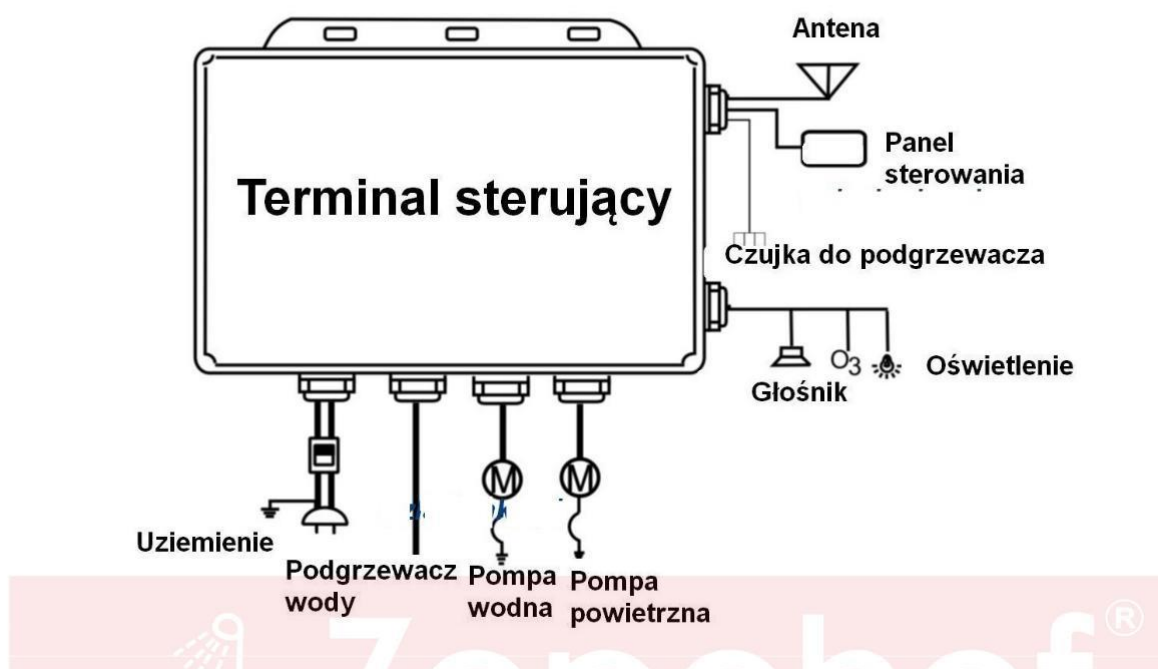 Antena
Panel
sterowania
Terminal sterujący
Czujka do podgrzewacza
O3
Oświetlenie
Głośnik
M
M
Uziemienie
Podgrzewacz
wody
Pompa
wodna
Pompa
powietrzna
®